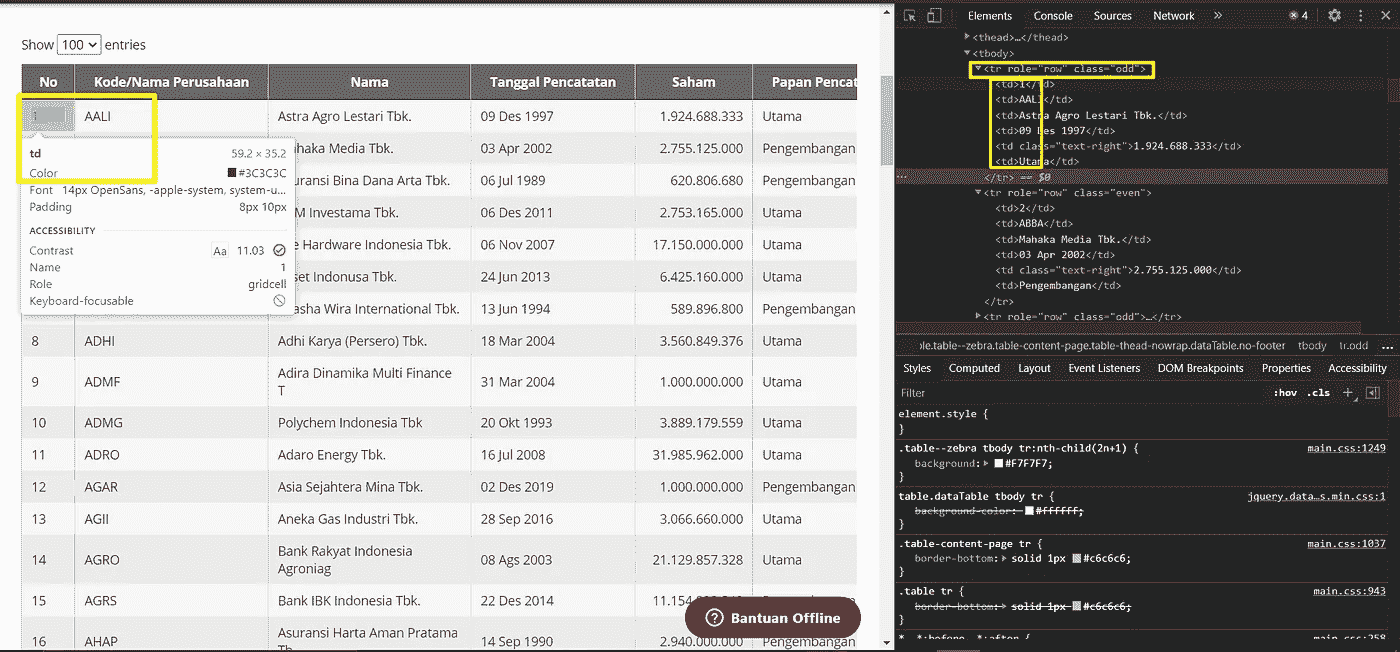 Show 100 entries
No Kode/Nama Perusahaan Nama Tanggal Pencatatan Saham Papan Pencat
1 AALI Astra Agro Lestari Tbk. 09 Des 1997 1.924.688.333 Utama
haka Media Tbk. 03 Apr 2002 2.755.125.000 Pengembangan
uransi Bina Dana Arta Tbk. 06 Jul 1989 620.806.680 Pengembangan
M Investama Tbk. 06 Des 2011 2.753.165.000 Utama
e Hardware Indonesia Tbk. 06 Nov 2007 17.150.000.000 Utama
set Indonusa Tbk. 24 Jun 2013 6.425.160.000 Utama
asha Wira International Tbk. 13 Jun 1994 589.896.800 Pengembangan
td 59.2 × 35.2
Color #3C3C3C
Font 14px OpenSans, -apple-system, system-u...
Padding 8px 10px
ACCESSIBILITY
Contrast Aa 11.03
Name 1
Role gridcell
Keyboard-focusable
8 ADHI Adhi Karya (Persero) Tbk. 18 Mar 2004 3.560.849.376 Utama
9 ADMF Adira Dinamika Multi Finance 31 Mar 2004 1.000.000.000 Utama
T
10 ADMG Polychem Indonesia Tbk 20 Okt 1993 3.889.179.559 Utama
11 ADRO Adaro Energy Tbk. 16 Jul 2008 31.985.962.000 Utama
12 AGAR Asia Sejahtera Mina Tbk. 02 Des 2019 1.000.000.000 Pengembangan
13 AGII Aneka Gas Industri Tbk. 28 Sep 2016 3.066.660.000 Utama
14 AGRO Bank Rakyat Indonesia 08 Ags 2003 21.129.857.328 Utama
Agroniag
15 AGRS Bank IBK Indonesia Tbk. 22 Des 2014 11.154
16 AHAP Asuransi Harta Aman Pratama 14 Sep 1990 2.940.000.000 Pengembangan
Tb
Bantuan Offline
Elements Console Sources Network » 4
<thead>…</thead>
<tbody>
<tr role="row" class="odd">
<td>1</td>
<td>AALI</td>
<td>Astra Agro Lestari Tbk.</td>
<td>09 Des 1997</td>
<td class="text-right">1.924.688.333</td>
<td>Utama</td>
</tr> == $0
<tr role="row" class="even">
<td>2</td>
<td>ABBA</td>
<td>Mahaka Media Tbk.</td>
<td>03 Apr 2002</td>
<td class="text-right">2.755.125.000</td>
<td>Pengembangan</td>
</tr>
<tr role="row" class="odd">…</tr>
ole.table--zebra.table-content-page.table-thead-nowrap.dataTable.no-footer tbody tr.odd ...
Styles Computed Layout Event Listeners DOM Breakpoints Properties Accessibility
Filter :hov .cls +
element.style {
}
.table--zebra tbody tr:nth-child(2n+1) { main.css:1249
background: #F7F7F7;
}
table.dataTable tbody tr { jquery.data…s.min.css:1
background-color: #ffffff;
}
.table-content-page tr { main.css:1037
border-bottom: solid 1px #c6c6c6;
}
.table tr { main.css:943
border-bottom: solid 1px #c6c6c6;
}
*, *:before, *:after { main.css:258